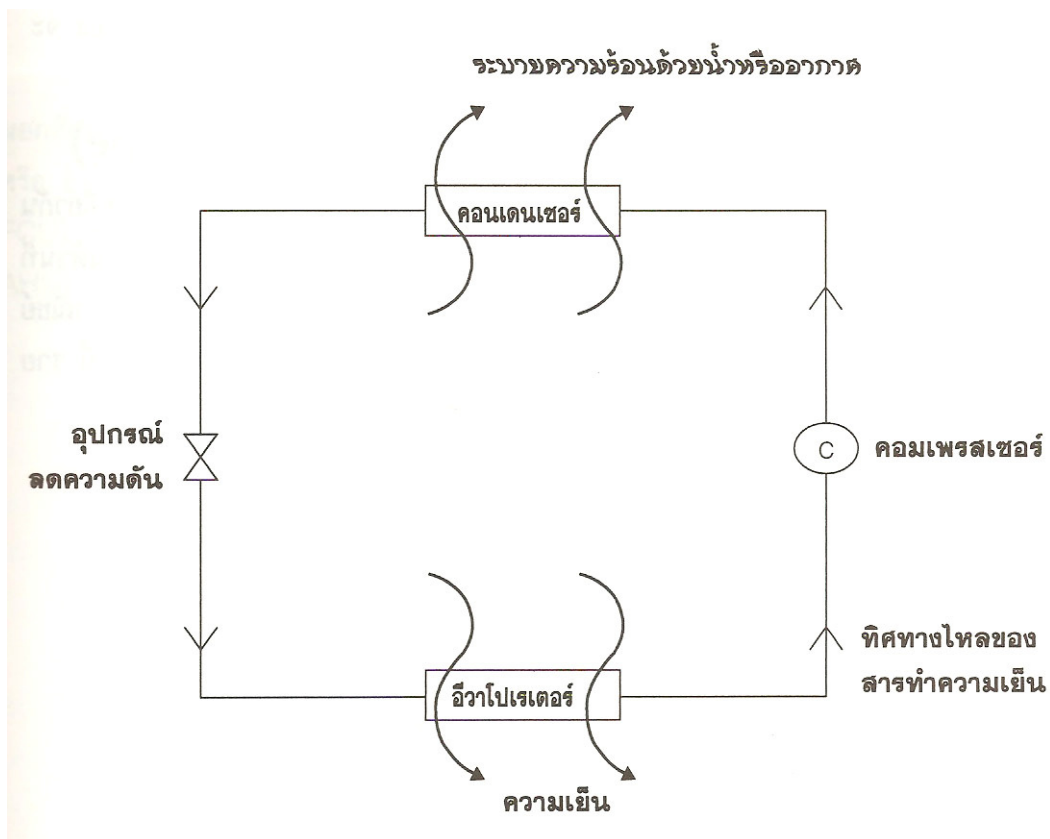 ระบายความร้อนด้วยน้ำหรืออากาศ
คอนเดนเซอร์
อุปกรณ์
ลดความดัน
C
คอมเพรสเซอร์
ทิศทางไหลของ
สารทำความเย็น
อีวาโปเรเตอร์
ความเย็น